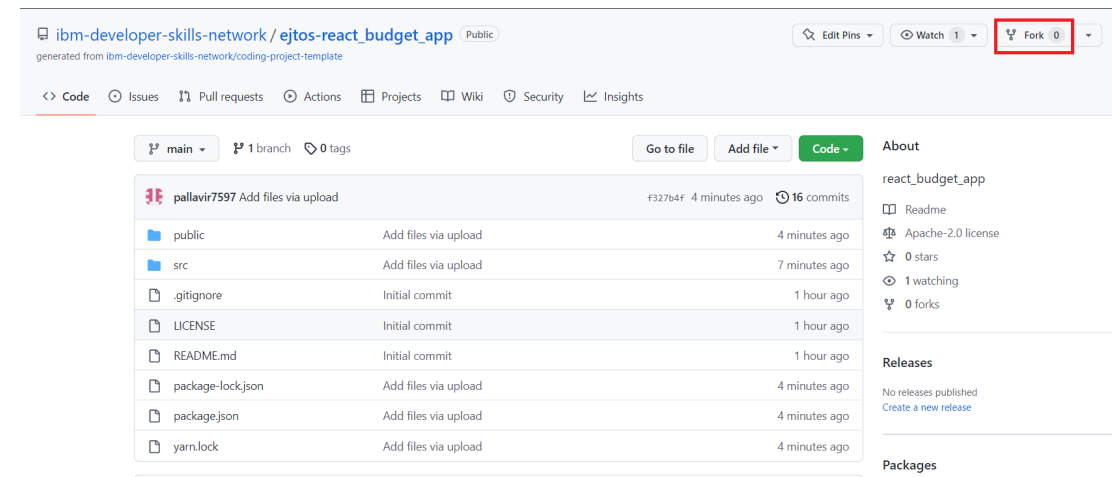 ibm-developer-skills-network / ejtos-react_budget_app Public
Edit Pins Watch 1 Fork 0
generated from ibm-developer-skills-network/coding-project-template
Code Issues Pull requests Actions Projects Wiki Security Insights
main 1 branch 0 tags Go to file Add file Code
pallavir7597 Add files via upload f327b4f 4 minutes ago 16 commits
public Add files via upload 4 minutes ago
src Add files via upload 7 minutes ago
.gitignore Initial commit 1 hour ago
LICENSE Initial commit 1 hour ago
README.md Initial commit 1 hour ago
package-lock.json Add files via upload 4 minutes ago
package.json Add files via upload 4 minutes ago
yarn.lock Add files via upload 4 minutes ago
About
react_budget_app
Readme
Apache-2.0 license
0 stars
1 watching
0 forks
Releases
No releases published
Create a new release
Packages